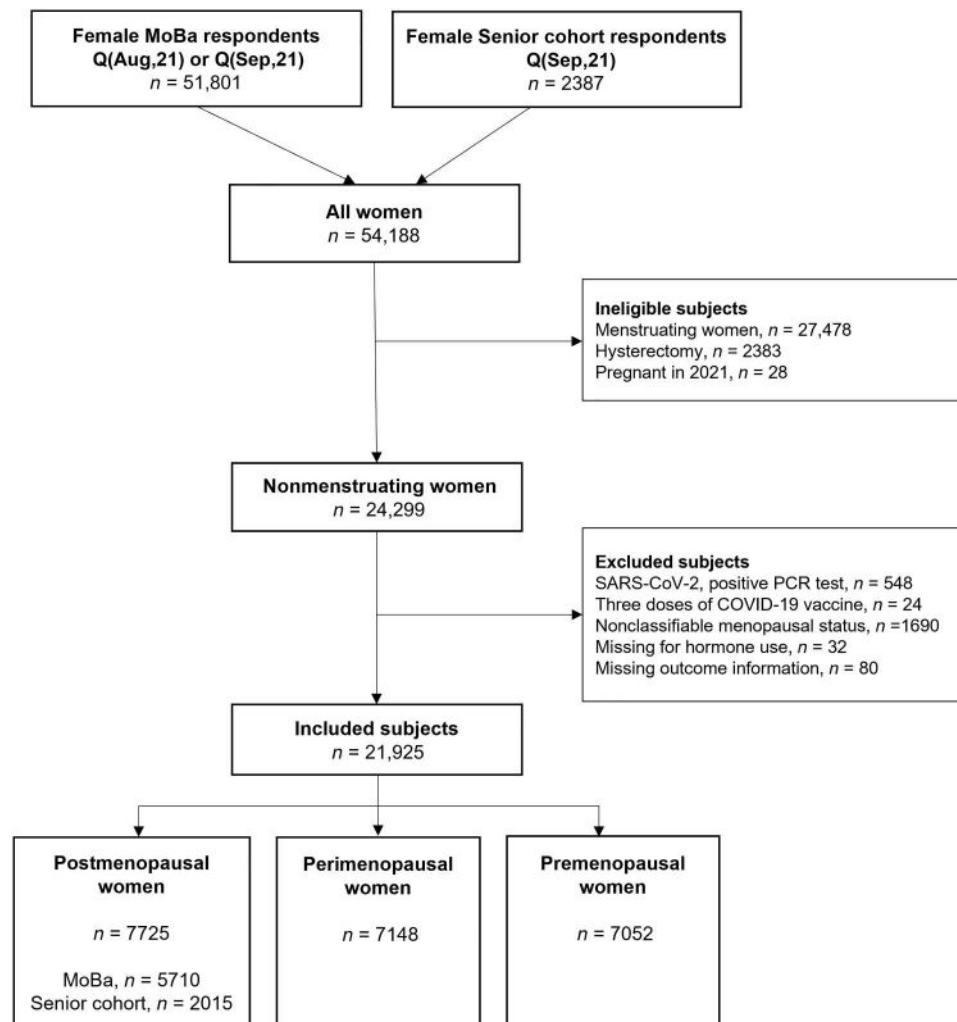 Female MoBa respondents
Q(Aug,21) or Q(Sep,21)
n = 51,801
Female Senior cohort respondents
Q(Sep,21)
n = 2387
All women
n = 54,188
Ineligible subjects
Menstruating women, n = 27,478
Hysterectomy, n = 2383
Pregnant in 2021, n = 28
Nonmenstruating women
n = 24,299
Excluded subjects
SARS-CoV-2, positive PCR test, n = 548
Three doses of COVID-19 vaccine, n = 24
Nonclassifiable menopausal status, n =1690
Missing for hormone use, n = 32
Missing outcome information, n = 80
Included subjects
n = 21,925
Postmenopausal
women
n = 7725
MoBa, n = 5710
Senior cohort, n = 2015
Perimenopausal
women
n = 7148
Premenopausal
women
n = 7052